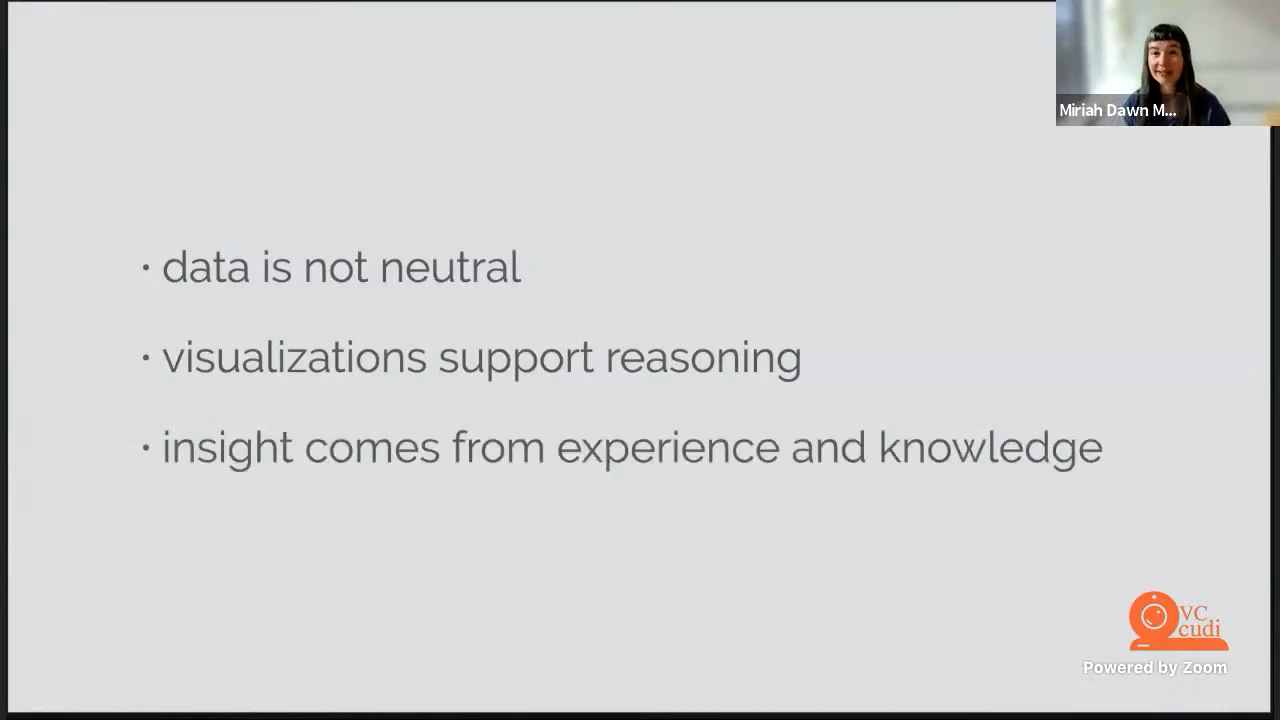 Miriah Dawn M...
· data is not neutral
· visualizations support reasoning
· insight comes from experience and knowledge
VC
cudi
Powered by Zoom